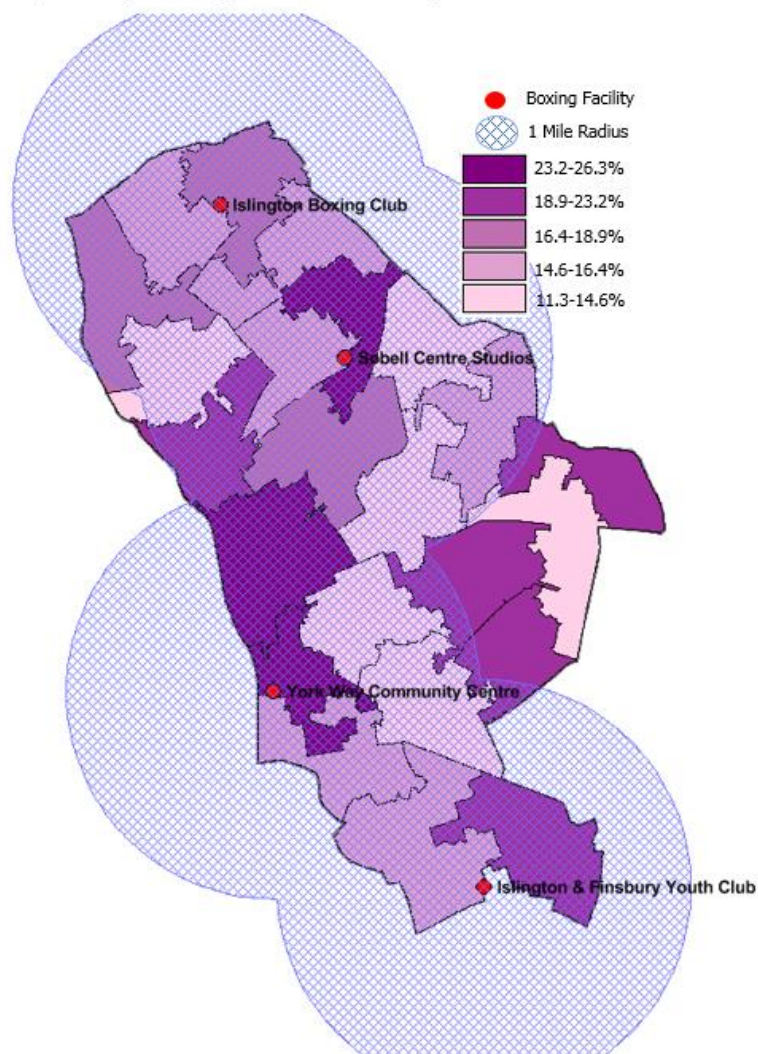 Boxing Facility
1 Mile Radius
23.2-26.3%
18.9-23.2%
16.4-18.9%
14.6-16.4%
11.3-14.6%
Islington Boxing Club
Sobell Centre Studios
York Way Community Centre
Islington & Finsbury Youth Club